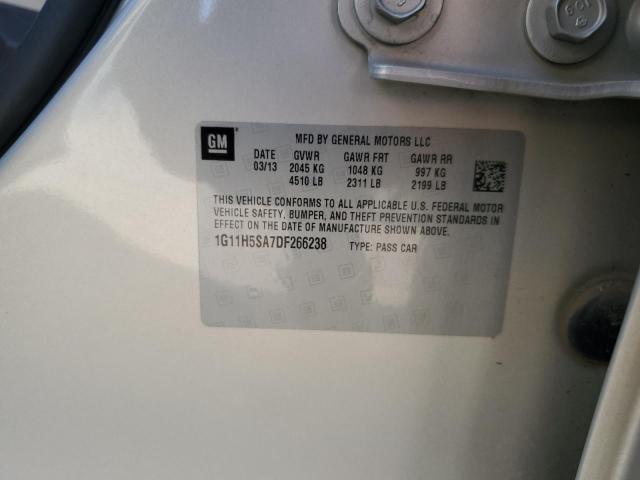 GM
MFD BY GENERAL MOTORS LLC
DATE GVWR GAWR FRT GAWR RR
03/13 2045 KG 1048 KG 997 KG
4510 LB 2311 LB 2199 LB
THIS VEHICLE CONFORMS TO ALL APPLICABLE U.S. FEDERAL MOTOR
VEHICLE SAFETY, BUMPER, AND THEFT PREVENTION STANDARDS IN
EFFECT ON THE DATE OF MANUFACTURE SHOWN ABOVE.
1G11H5SA7DF266238 TYPE: PASS CAR